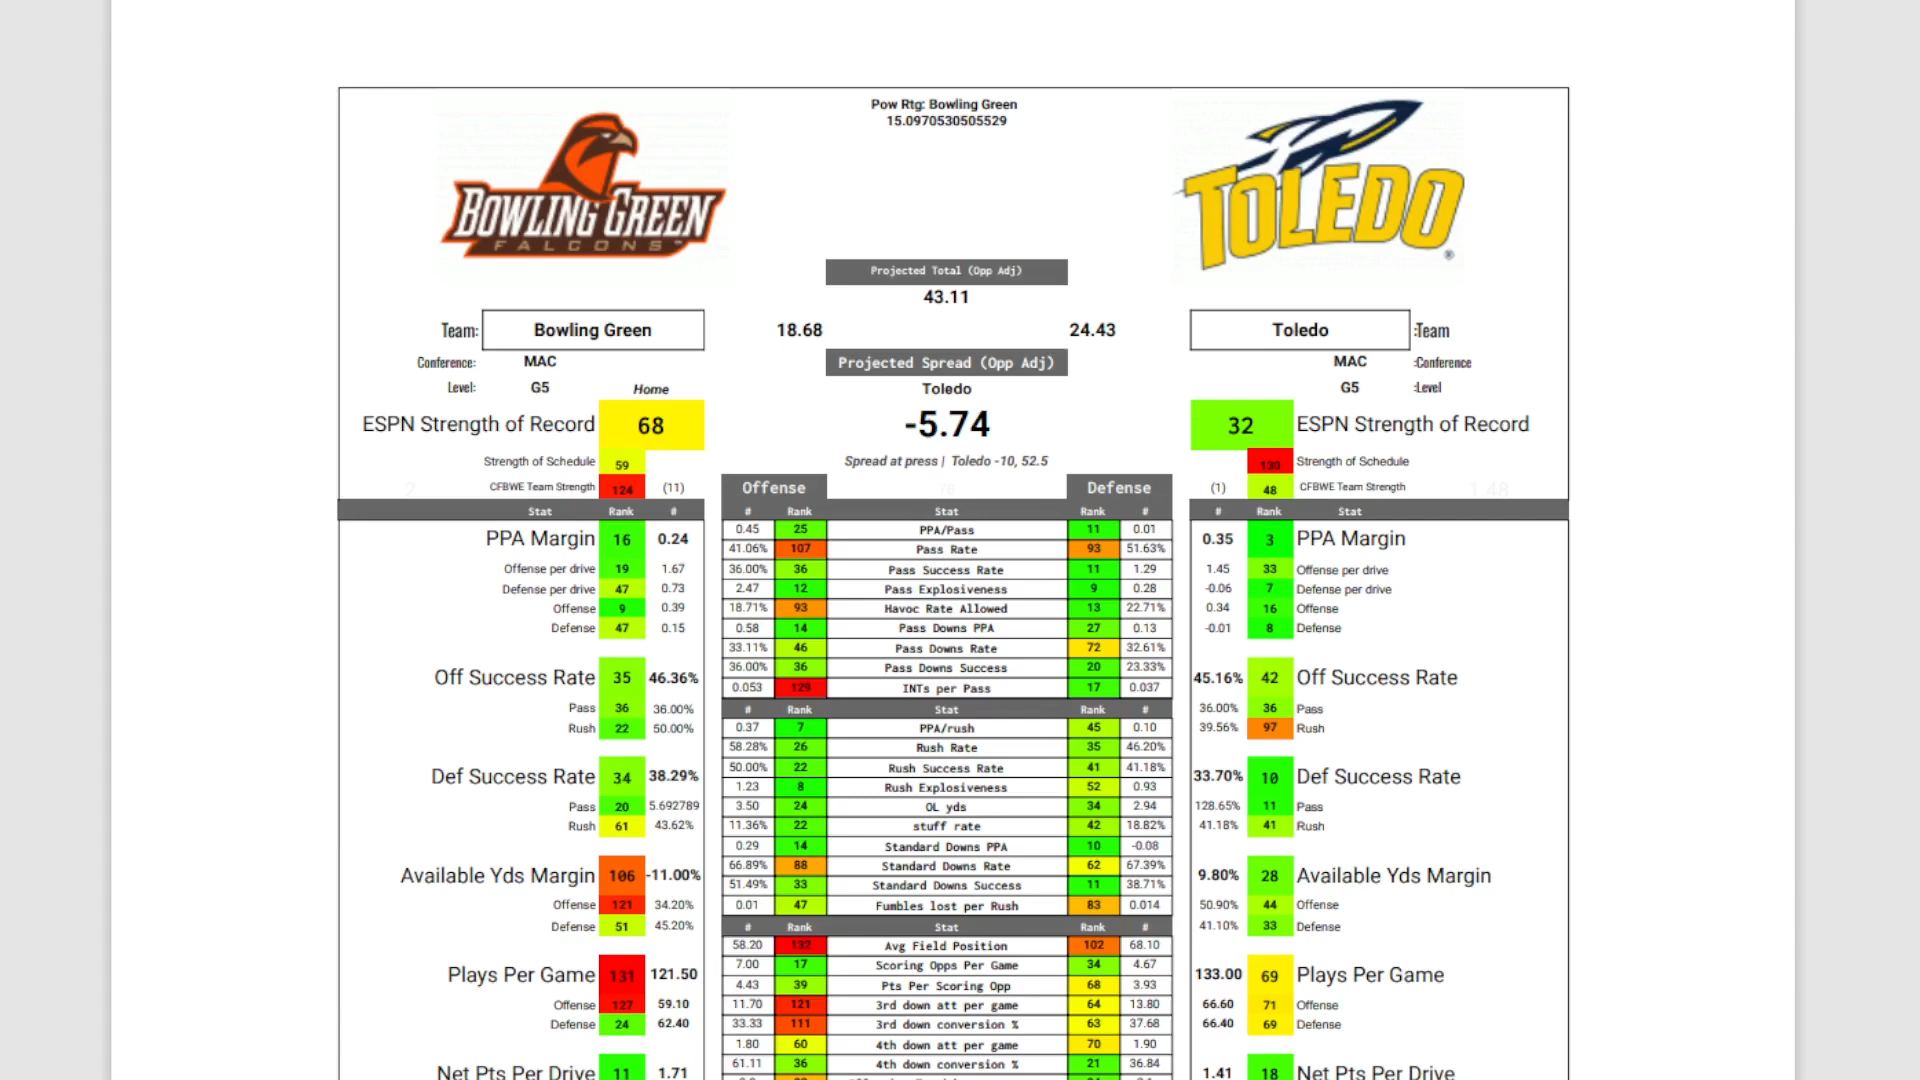 Pow Rtg: Bowling Green
15.0970530505529
BOWLING GREEN
FALCONS
TOLEDO
Projected Total (Opp Adj)
43.11
Team: Bowling Green 18.68 24.43 Toledo :Team
Conference: MAC Projected Spread (Opp Adj) MAC :Conference
Level: G5 Home Toledo G5 :Level
ESPN Strength of Record 68 -5.74 32 ESPN Strength of Record
Strength of Schedule 59 Spread at press | Toledo -10, 52.5 130 Strength of Schedule
2 CFBWE Team Strength 124 (11) Offense 76 Defense (1) 48 CFBWE Team Strength 1.48
Stat Rank # # Rank Stat Rank # # Rank Stat
0.45 25 PPA/Pass 11 0.01
PPA Margin 16 0.24 0.35 3 PPA Margin
41.06% 107 Pass Rate 93 51.63%
Offense per drive 19 1.67 36.00% 36 Pass Success Rate 11 1.29 1.45 33 Offense per drive
Defense per drive 47 0.73 2.47 12 Pass Explosiveness 9 0.28 -0.06 7 Defense per drive
Offense 9 0.39 18.71% 93 Havoc Rate Allowed 13 22.71% 0.34 16 Offense
Defense 47 0.15 0.58 14 Pass Downs PPA 27 0.13 -0.01 8 Defense
33.11% 46 Pass Downs Rate 72 32.61%
36.00% 36 Pass Downs Success 20 23.33%
Off Success Rate 35 46.36% 45.16% 42 Off Success Rate
0.053 129 INTs per Pass 17 0.037
Pass 36 36.00% # Rank Stat Rank # 36.00% 36 Pass
Rush 22 50.00% 0.37 7 PPA/rush 45 0.10 39.56% 97 Rush
58.28% 26 Rush Rate 35 46.20%
50.00% 22 Rush Success Rate 41 41.18%
Def Success Rate 34 38.29% 33.70% 10 Def Success Rate
1.23 8 Rush Explosiveness 52 0.93
Pass 20 5.692789 3.50 24 OL yds 34 2.94 128.65% 11 Pass
Rush 61 43.62% 11.36% 22 stuff rate 42 18.82% 41.18% 41 Rush
0.29 14 Standard Downs PPA 10 -0.08
66.89% 88 Standard Downs Rate 62 67.39%
Available Yds Margin 106 -11.00% 9.80% 28 Available Yds Margin
51.49% 33 Standard Downs Success 11 38.71%
Offense 121 34.20% 0.01 47 Fumbles lost per Rush 83 0.014 50.90% 44 Offense
Defense 51 45.20% # Rank Stat Rank # 41.10% 33 Defense
58.20 132 Avg Field Position 102 68.10
7.00 17 Scoring Opps Per Game 34 4.67
Plays Per Game 131 121.50 133.00 69 Plays Per Game
4.43 39 Pts Per Scoring Opp 68 3.93
Offense 127 59.10 11.70 121 3rd down att per game 64 13.80 66.60 71 Offense
Defense 24 62.40 33.33 111 3rd down conversion % 63 37.68 66.40 69 Defense
1.80 60 4th down att per game 70 1.90
61.11 36 4th down conversion % 21 36.84
Net Pts Per Drive 11 1.71 1.41 18 Net Pts Per Drive